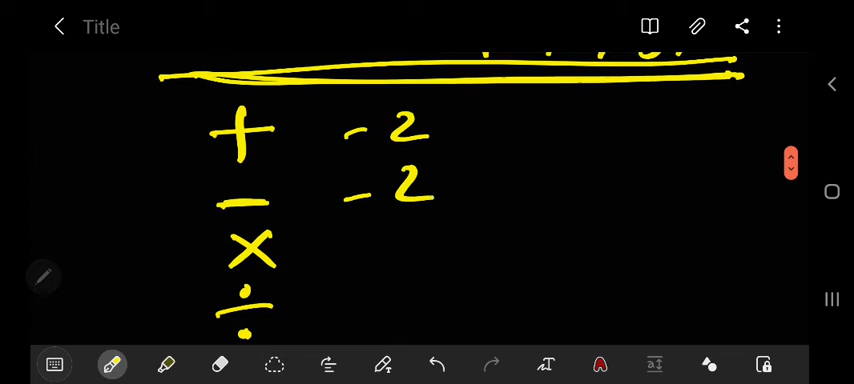 Title
+ - 2
- - 2
×
÷